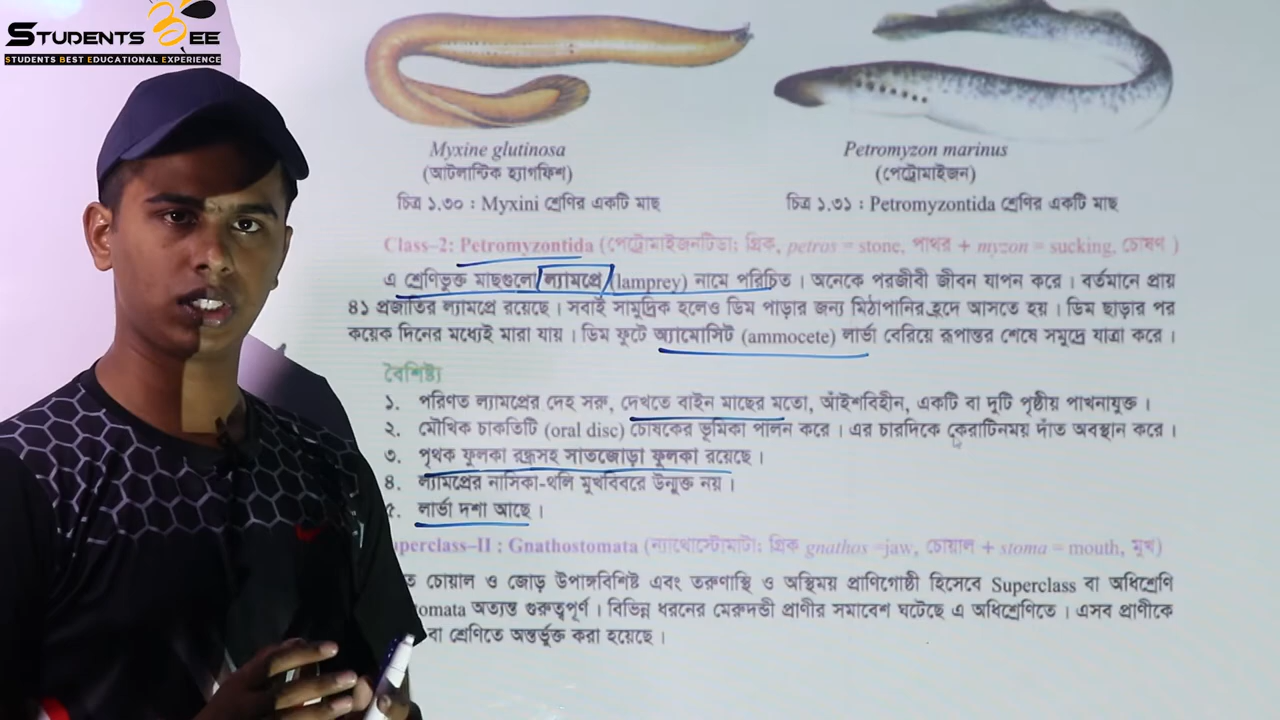 STUDENTS BEE
STUDENTS BEST EDUCATIONAL EXPERIENCE
Myxine glutinosa
(আটলান্টিক হ্যাগফিশ)
চিত্র ১.৩০ : Myxini শ্রেণির একটি মাছ
Petromyzon marinus
(পেট্রোমাইজন)
চিত্র ১.৩১ : Petromyzontida শ্রেণির একটি মাছ
Class–2: Petromyzontida (পেট্রোমাইজনটিডা: গ্রিক, petros = stone, পাথর + myzon = sucking, চোষণ )
এ শ্রেণিভুক্ত মাছগুলো ল্যামপ্রে (lamprey) নামে পরিচিত । অনেকে পরজীবী জীবন যাপন করে । বর্তমানে প্রায়
৪১ প্রজাতির ল্যামপ্রে রয়েছে । সবাই সামুদ্রিক হলেও ডিম পাড়ার জন্য মিঠাপানির হ্রদে আসতে হয় । ডিম ছাড়ার পর
কয়েক দিনের মধ্যেই মারা যায় । ডিম ফুটে অ্যামোসিট (ammocete) লার্ভা বেরিয়ে রূপান্তর শেষে সমুদ্রে যাত্রা করে ।
বৈশিষ্ট্য
১. পরিণত ল্যামপ্রের দেহ সরু, দেখতে বাইন মাছের মতো, আঁইশবিহীন, একটি বা দুটি পৃষ্ঠীয় পাখনাযুক্ত ।
২. মৌখিক চাকতিটি (oral disc) চোষকের ভূমিকা পালন করে । এর চারদিকে কেরাটিনময় দাঁত অবস্থান করে ।
৩. পৃথক ফুলকা রন্ধ্রসহ সাতজোড়া ফুলকা রয়েছে ।
৪. ল্যামপ্রের নাসিকা-থলি মুখবিবরে উন্মুক্ত নয় ।
৫. লার্ভা দশা আছে ।
perclass–II : Gnathostomata (ন্যাথোস্টোমাটা: গ্রিক gnathos =jaw, চোয়াল + stoma = mouth, মুখ)
ত চোয়াল ও জোড় উপাঙ্গবিশিষ্ট এবং তরুণাস্থি ও অস্থিময় প্রাণিগোষ্ঠী হিসেবে Superclass বা অধিশ্রেণি
tomata অত্যন্ত গুরুত্বপূর্ণ । বিভিন্ন ধরনের মেরুদন্ডী প্রাণীর সমাবেশ ঘটেছে এ অধিশ্রেণিতে । এসব প্রাণীকে
বা শ্রেণিতে অন্তর্ভুক্ত করা হয়েছে ।